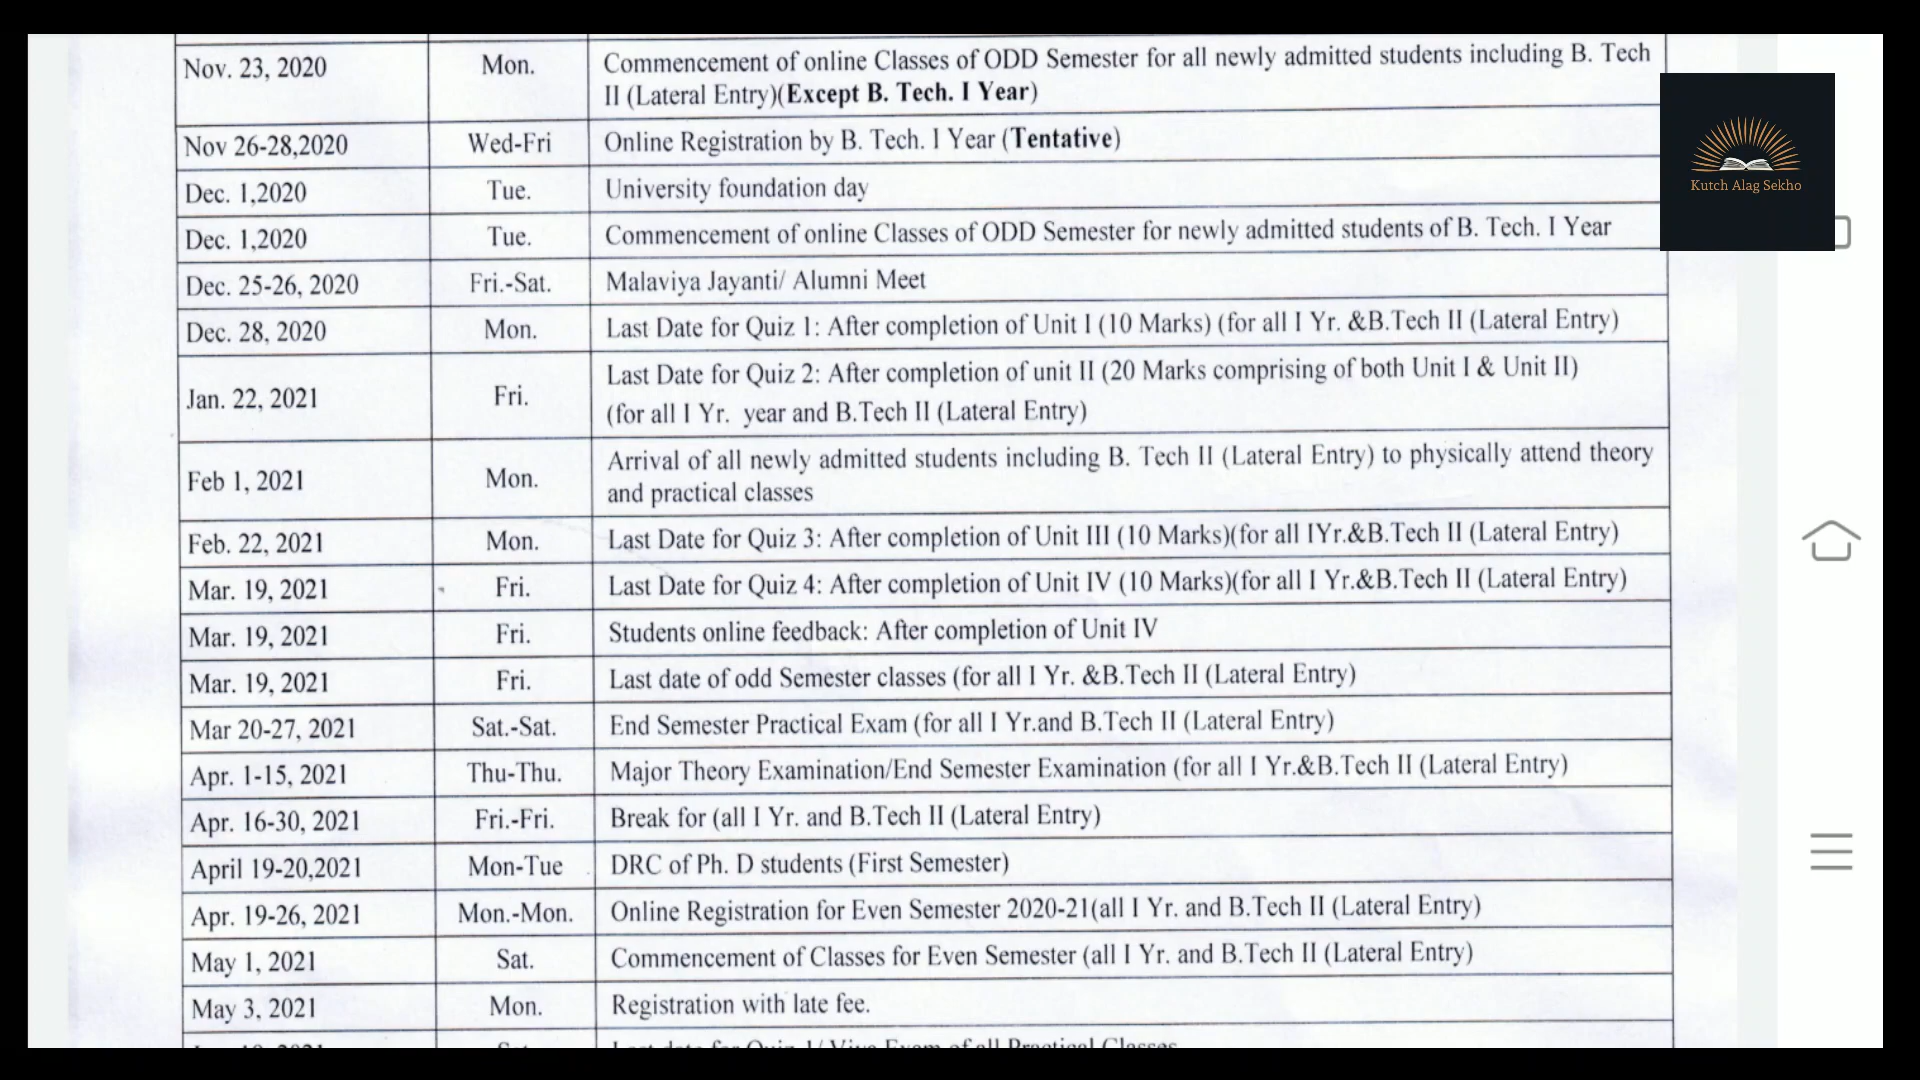 Nov. 23, 2020 Mon. Commencement of online Classes of ODD Semester for all newly admitted students including B. Tech
II (Lateral Entry)(Except B. Tech. I Year)
Nov 26-28,2020 Wed-Fri Online Registration by B. Tech. I Year (Tentative)
Dec. 1,2020 Tue. University foundation day
Dec. 1,2020 Tue. Commencement of online Classes of ODD Semester for newly admitted students of B. Tech. I Year
Dec. 25-26, 2020 Fri.-Sat. Malaviya Jayanti/ Alumni Meet
Dec. 28, 2020 Mon. Last Date for Quiz 1: After completion of Unit I (10 Marks) (for all I Yr. &B.Tech II (Lateral Entry)
Jan. 22, 2021 Fri. Last Date for Quiz 2: After completion of unit II (20 Marks comprising of both Unit I & Unit II)
(for all I Yr. year and B.Tech II (Lateral Entry)
Feb 1, 2021 Mon. Arrival of all newly admitted students including B. Tech II (Lateral Entry) to physically attend theory
and practical classes
Feb. 22, 2021 Mon. Last Date for Quiz 3: After completion of Unit III (10 Marks)(for all IYr.&B.Tech II (Lateral Entry)
Mar. 19, 2021 Fri. Last Date for Quiz 4: After completion of Unit IV (10 Marks)(for all I Yr.&B.Tech II (Lateral Entry)
Mar. 19, 2021 Fri. Students online feedback: After completion of Unit IV
Mar. 19, 2021 Fri. Last date of odd Semester classes (for all I Yr. &B.Tech II (Lateral Entry)
Mar 20-27, 2021 Sat.-Sat. End Semester Practical Exam (for all I Yr.and B.Tech II (Lateral Entry)
Apr. 1-15, 2021 Thu-Thu. Major Theory Examination/End Semester Examination (for all I Yr.&B.Tech II (Lateral Entry)
Apr. 16-30, 2021 Fri.-Fri. Break for (all I Yr. and B.Tech II (Lateral Entry)
April 19-20,2021 Mon-Tue DRC of Ph. D students (First Semester)
Apr. 19-26, 2021 Mon.-Mon. Online Registration for Even Semester 2020-21(all I Yr. and B.Tech II (Lateral Entry)
May 1, 2021 Sat. Commencement of Classes for Even Semester (all I Yr. and B.Tech II (Lateral Entry)
May 3, 2021 Mon. Registration with late fee.
Last date for Quiz 1/ Viva Exam of all Practical Classes
Kutch Alag Sekho